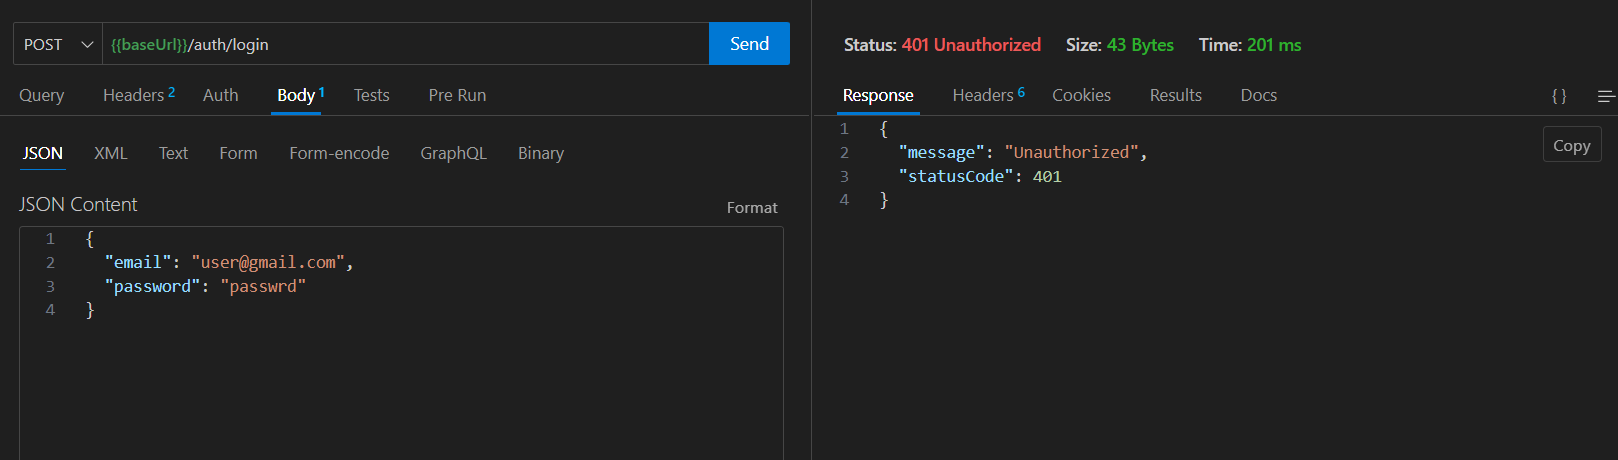 POST {{baseUrl}}/auth/login Send
Query Headers 2 Auth Body 1 Tests Pre Run
JSON XML Text Form Form-encode GraphQL Binary
JSON Content
Format
1 {
2 "email": "user@gmail.com",
3 "password": "passwrd"
4 }
Status: 401 Unauthorized Size: 43 Bytes Time: 201 ms
Response Headers 6 Cookies Results Docs { }
1 {
2 "message": "Unauthorized",
3 "statusCode": 401
4 }
Copy